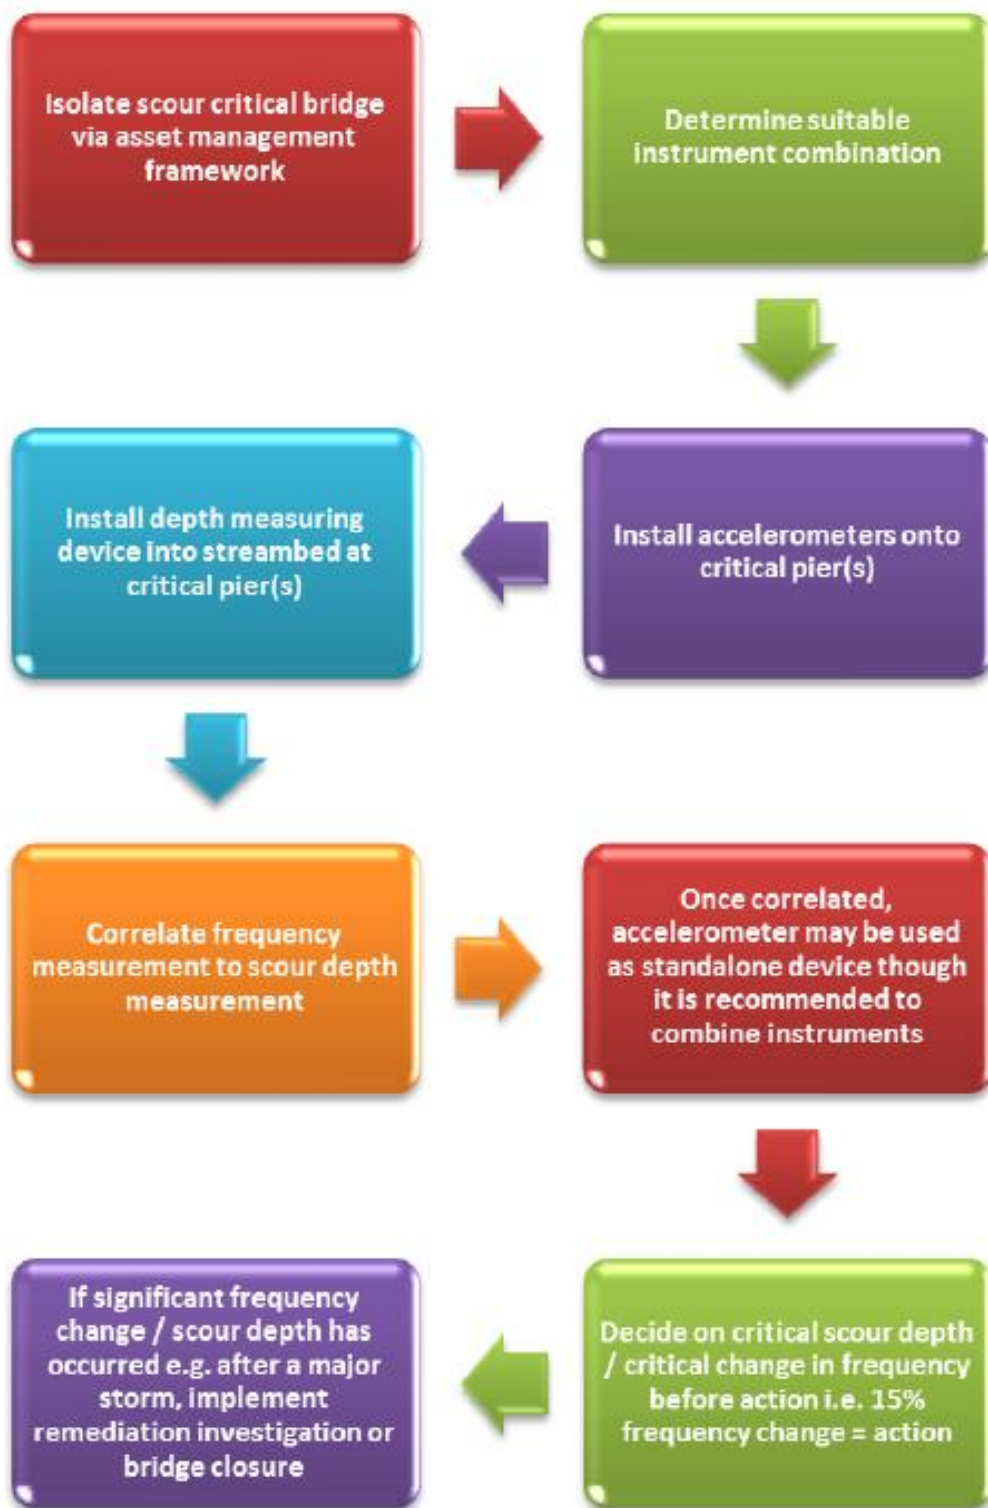 Isolate scour critical bridge
via asset management
framework
Determine suitable
instrument combination
Install accelerometers onto
critical pier(s)
Install depth measuring
device into streambed at
critical pier(s)
Correlate frequency
measurement to scour depth
measurement
Once correlated,
accelerometer may be used
as standalone device though
it is recommended to
combine instruments
Decide on critical scour depth
/ critical change in frequency
before action i.e. 15%
frequency change = action
If significant frequency
change / scour depth has
occurred e.g. after a major
storm, implement
remediation investigation or
bridge closure